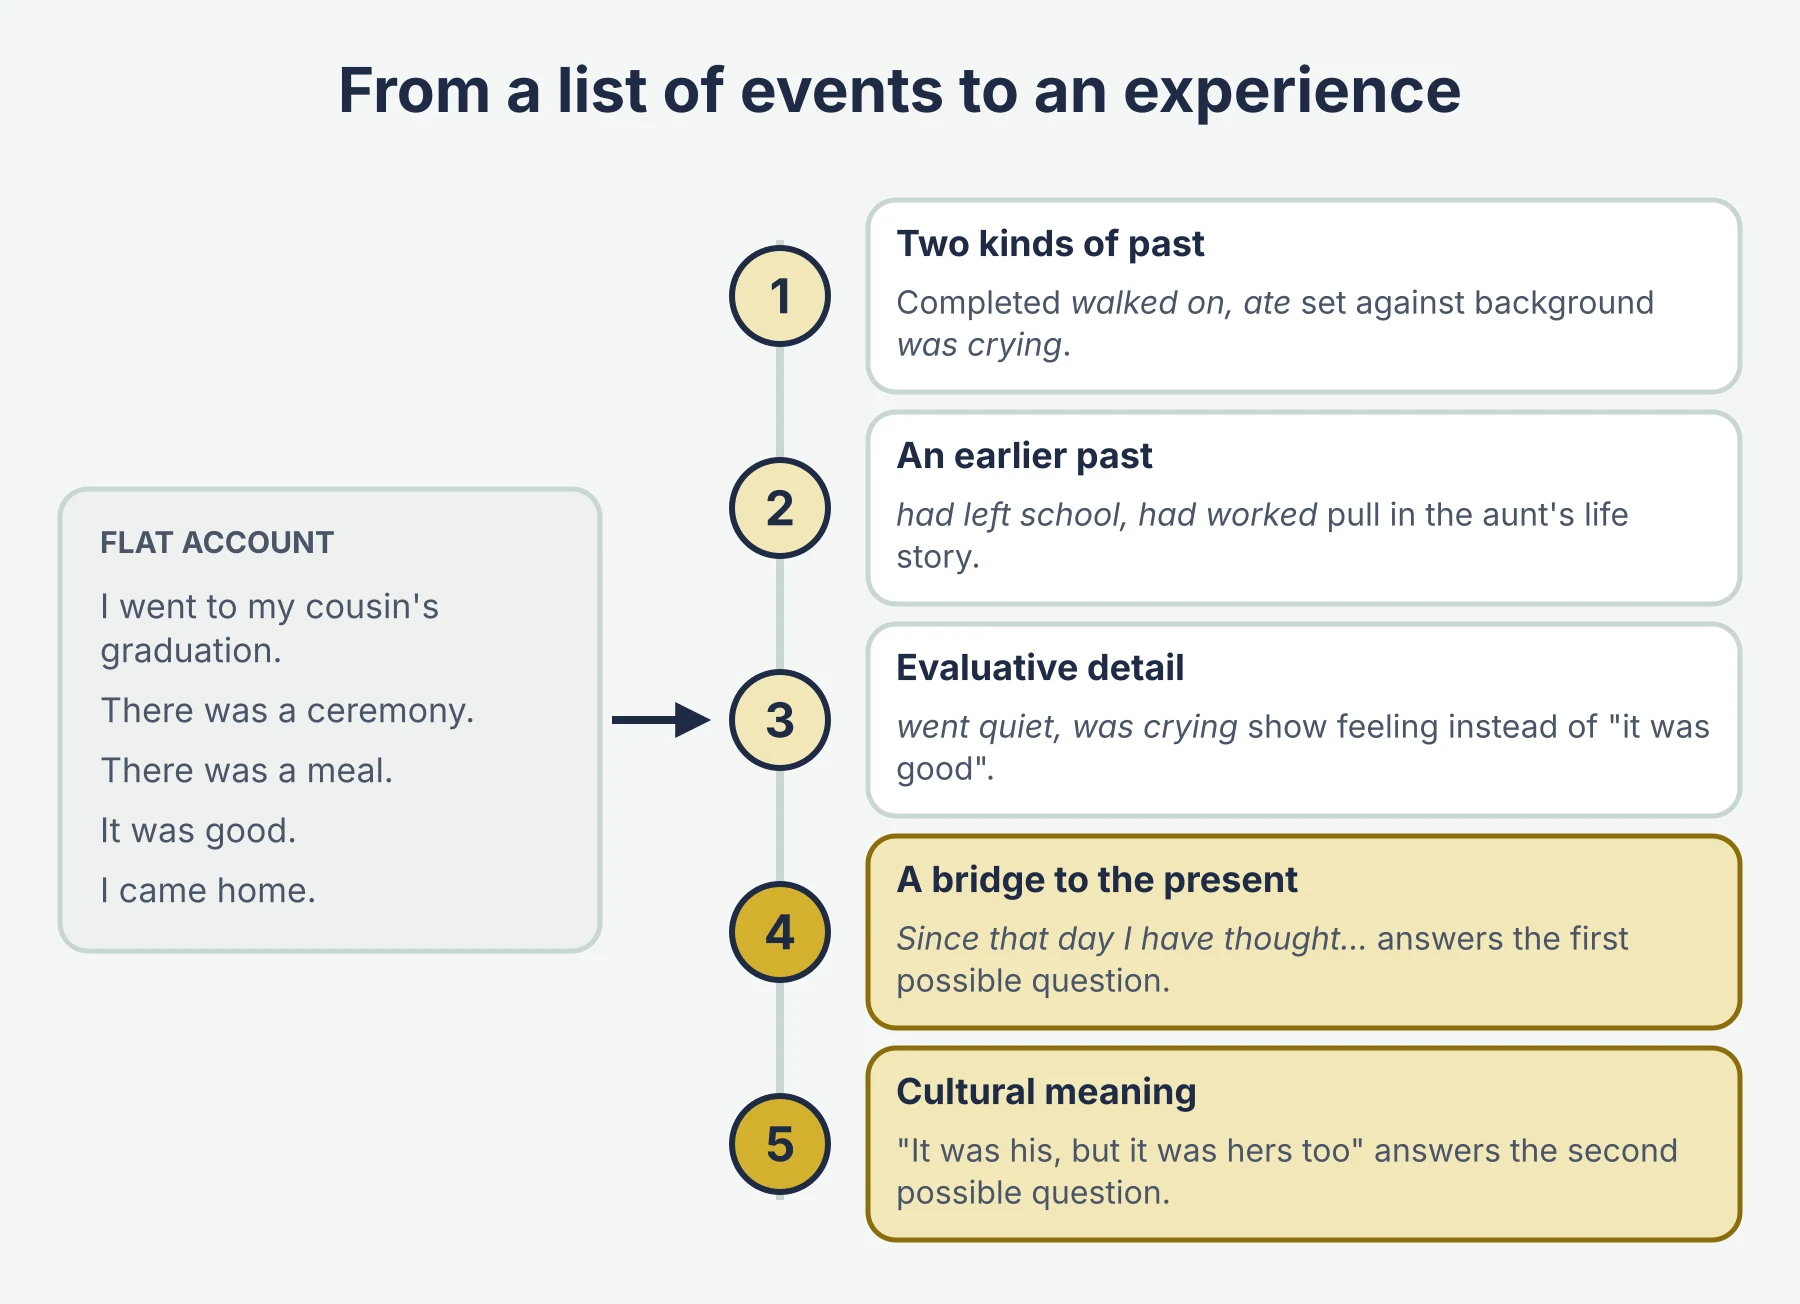 From a list of events to an experience
FLAT ACCOUNT
I went to my cousin's
graduation.
There was a ceremony.
There was a meal.
It was good.
I came home.
1
Two kinds of past
Completed walked on, ate set against background
was crying.
2
An earlier past
had left school, had worked pull in the aunt's life
story.
3
Evaluative detail
went quiet, was crying show feeling instead of "it was
good".
4
A bridge to the present
Since that day I have thought... answers the first
possible question.
5
Cultural meaning
"It was his, but it was hers too" answers the second
possible question.